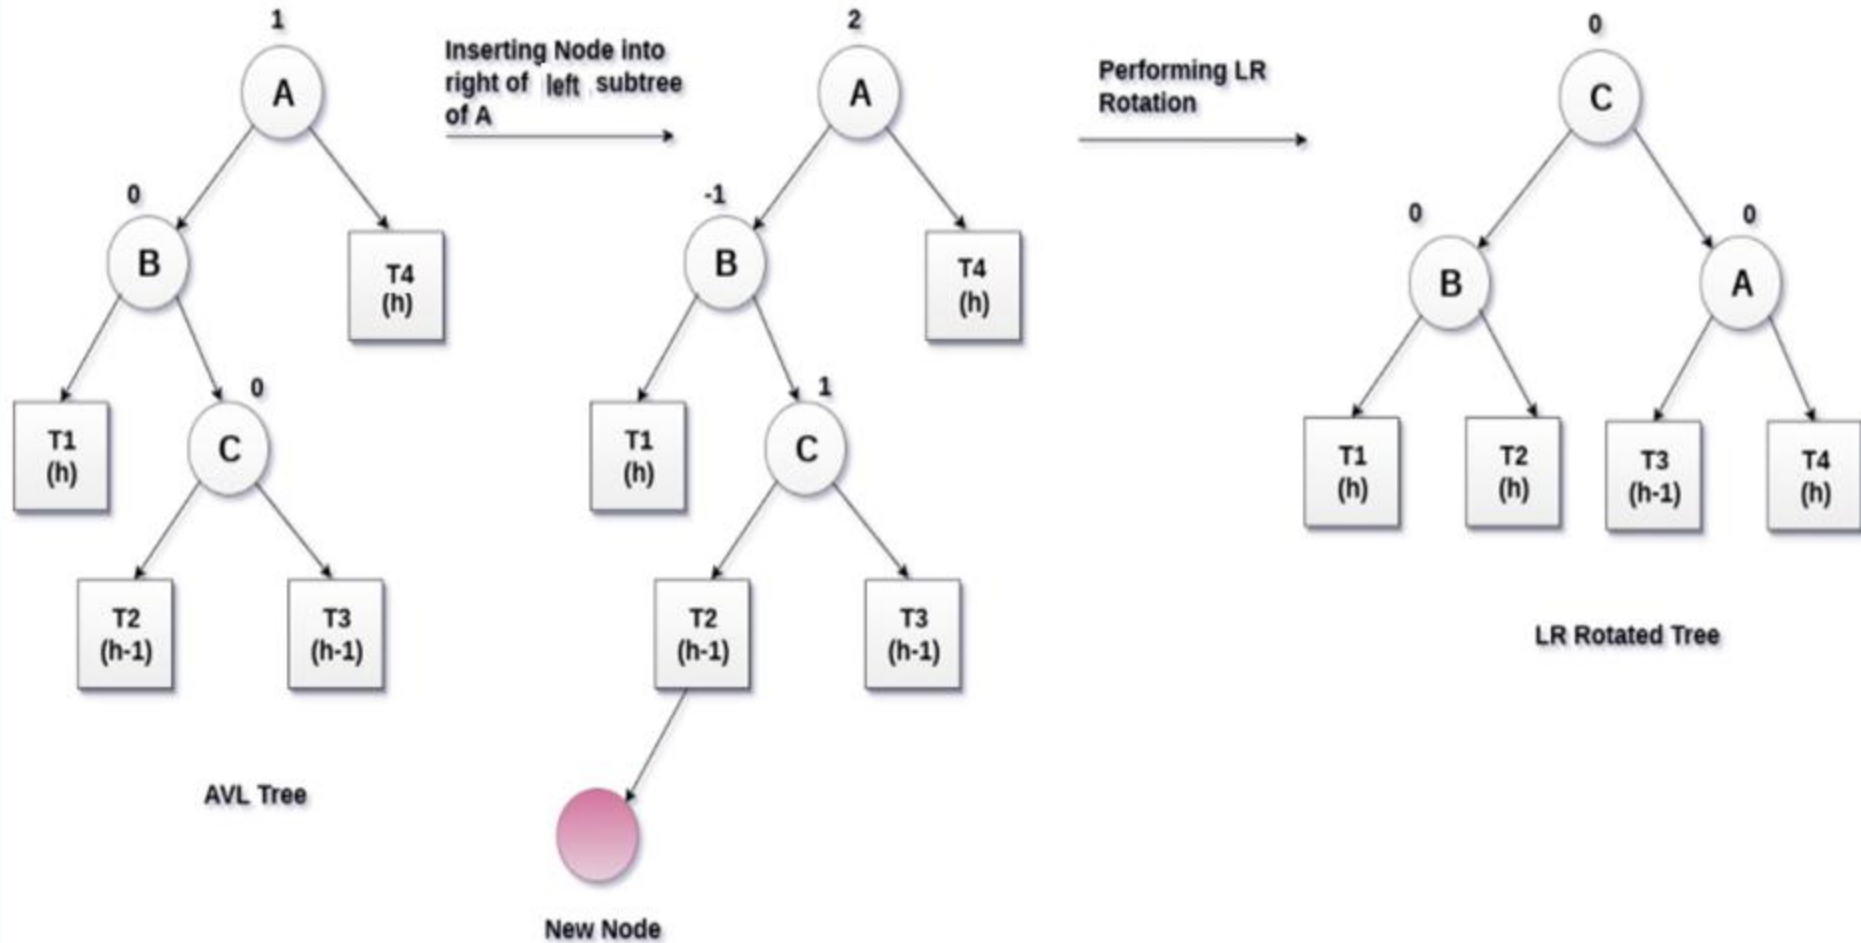 1
A
0
B
T4
(h)
0
T1
(h)
C
T2
(h-1)
T3
(h-1)
AVL Tree
Inserting Node into
right of left subtree
of A
2
A
-1
B
T4
(h)
1
T1
(h)
C
T2
(h-1)
T3
(h-1)
New Node
Performing LR
Rotation
0
C
0
0
B
A
T1
(h)
T2
(h)
T3
(h-1)
T4
(h)
LR Rotated Tree